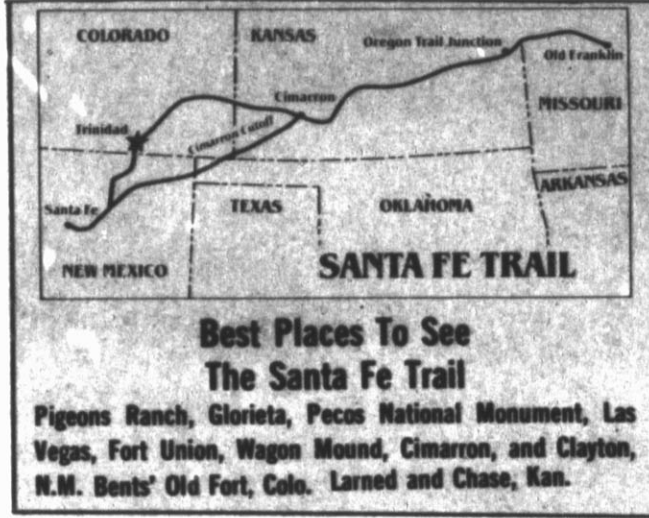 COLORADO
KANSAS
Oregon Trail Junction
Old Franklin
Cimarron
MISSOURI
Trinidad
Cimarron Cutoff
ARKANSAS
Santa Fe
TEXAS
OKLAHOMA
NEW MEXICO
SANTA FE TRAIL
Best Places To See
The Santa Fe Trail
Pigeons Ranch, Glorieta, Pecos National Monument, Las
Vegas, Fort Union, Wagon Mound, Cimarron, and Clayton,
N.M. Bents' Old Fort, Colo. Larned and Chase, Kan.